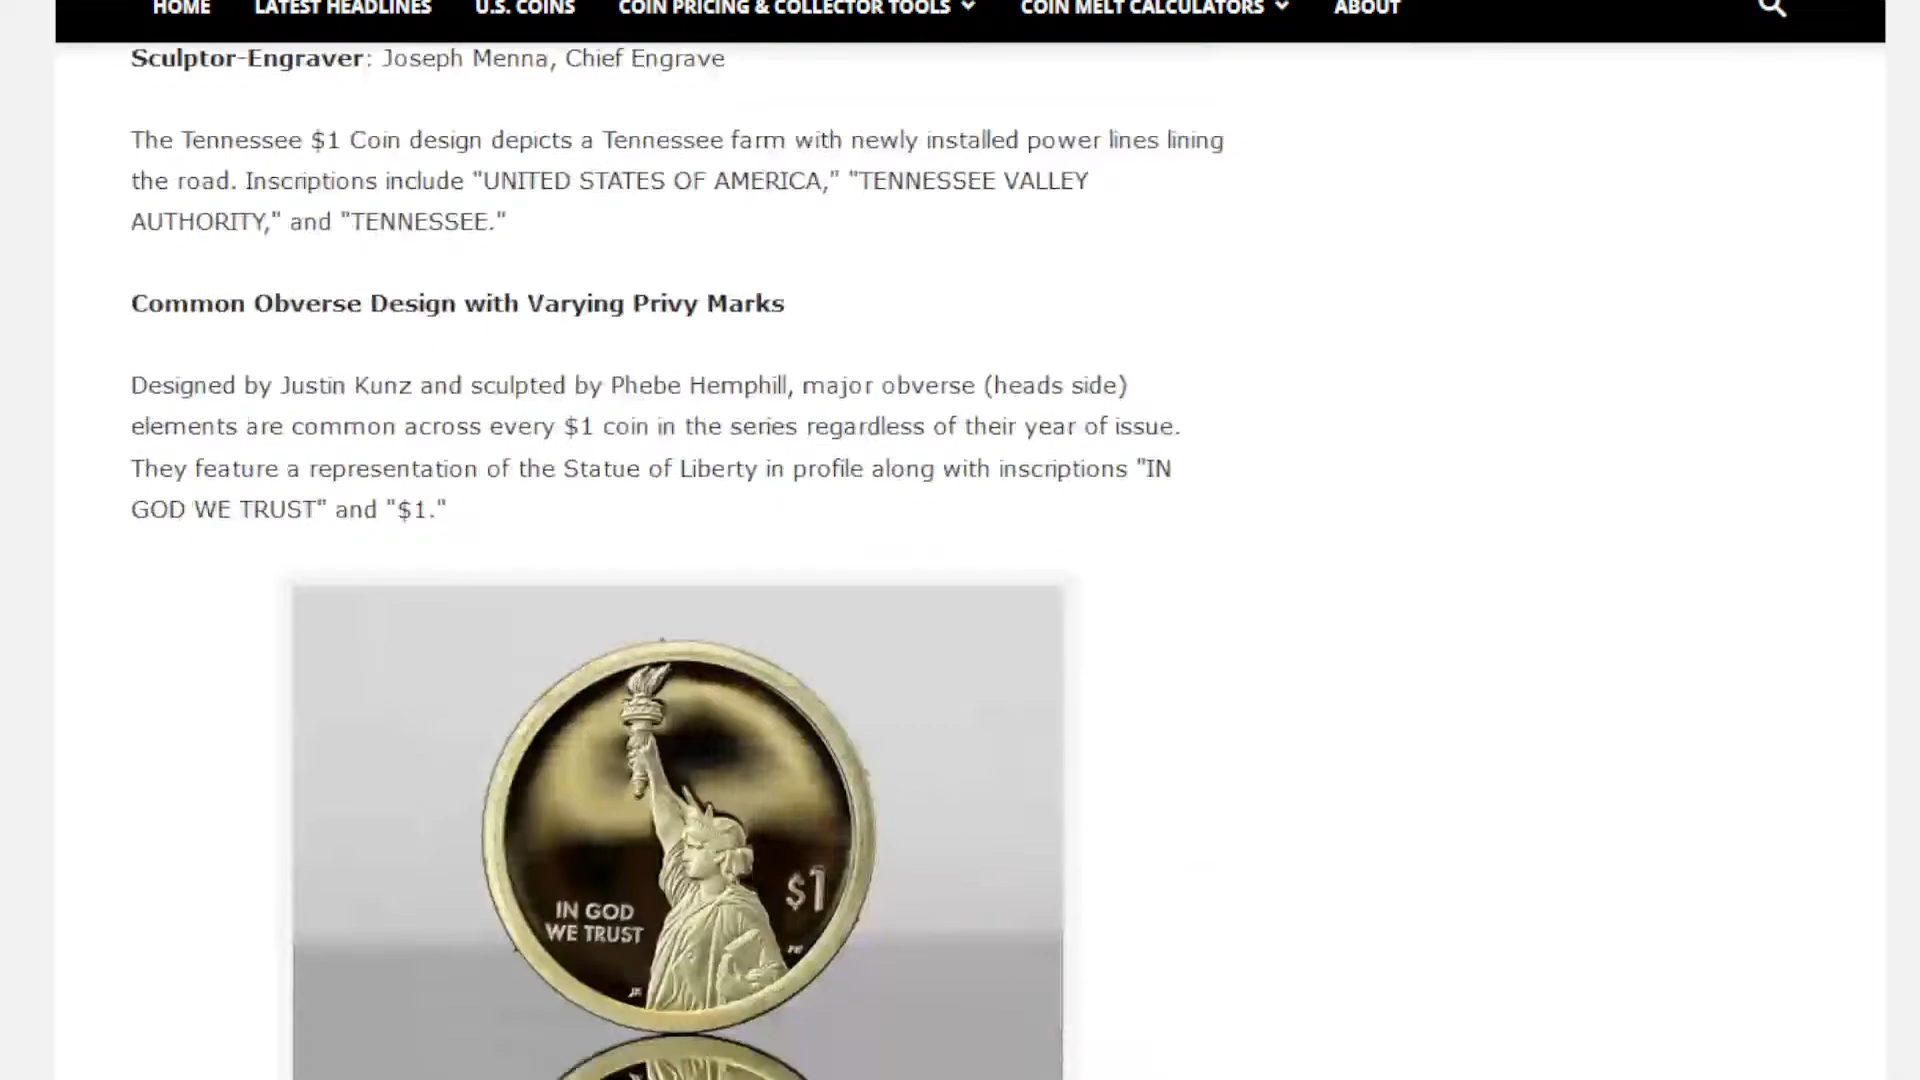 HOME LATEST HEADLINES U.S. COINS COIN PRICING & COLLECTOR TOOLS COIN MELT CALCULATORS ABOUT
Sculptor-Engraver: Joseph Menna, Chief Engrave
The Tennessee $1 Coin design depicts a Tennessee farm with newly installed power lines lining
the road. Inscriptions include "UNITED STATES OF AMERICA," "TENNESSEE VALLEY
AUTHORITY," and "TENNESSEE."
Common Obverse Design with Varying Privy Marks
Designed by Justin Kunz and sculpted by Phebe Hemphill, major obverse (heads side)
elements are common across every $1 coin in the series regardless of their year of issue.
They feature a representation of the Statue of Liberty in profile along with inscriptions "IN
GOD WE TRUST" and "$1."
$1
IN GOD
WE TRUST